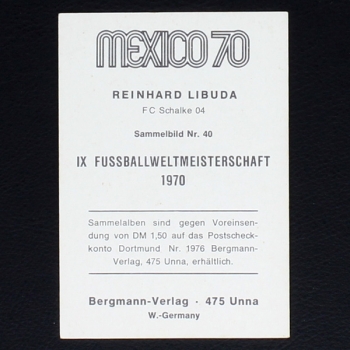 MEXICO 70
REINHARD LIBUDA
FC Schalke 04
Sammelbild Nr. 40
IX FUSSBALLWELTMEISTERSCHAFT
1970
Sammelalben sind gegen Voreinsen-
dung von DM 1,50 auf das Postscheck-
konto Dortmund Nr. 1976 Bergmann-
Verlag, 475 Unna, erhältlich.
Bergmann-Verlag · 475 Unna
W.-Germany